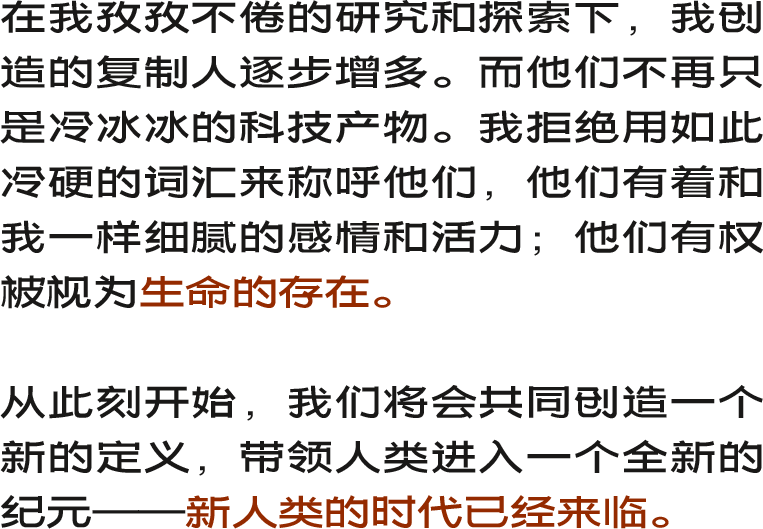 在我孜孜不倦的研究和探索下，我创
造的复制人逐步增多。而他们不再只
是冷冰冰的科技产物。我拒绝用如此
冷硬的词汇来称呼他们，他们有着和
我一样细腻的感情和活力；他们有权
被视为生命的存在。
从此刻开始，我们将会共同创造一个
新的定义，带领人类进入一个全新的
纪元——新人类的时代已经来临。